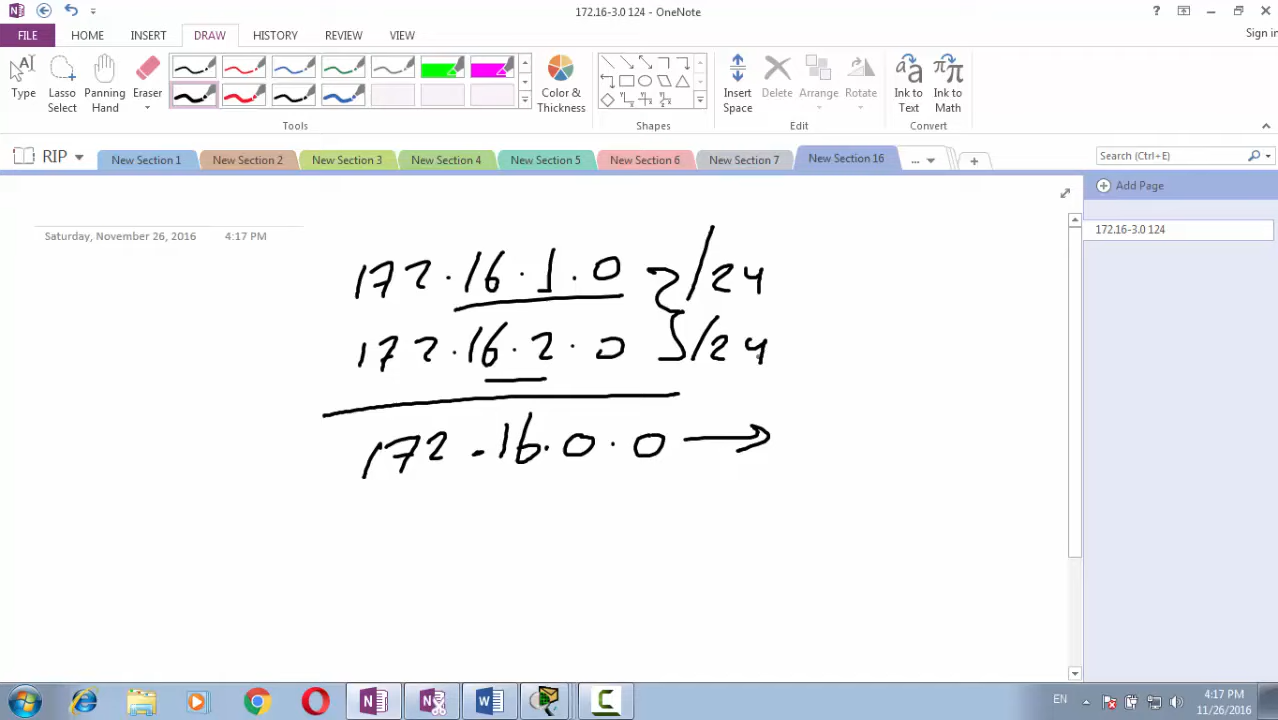 172.16-3.0 124 - OneNote
?
Sign in
FILE HOME INSERT DRAW HISTORY REVIEW VIEW
Type
Lasso Select
Panning Hand
Eraser
Color & Thickness
Insert Space
Delete
Arrange
Rotate
Ink to Text
Ink to Math
Tools
Shapes
Edit
Convert
RIP
New Section 1
New Section 2
New Section 3
New Section 4
New Section 5
New Section 6
New Section 7
New Section 16
...
Search (Ctrl+E)
Add Page
172.16-3.0 124
Saturday, November 26, 2016 4:17 PM
172.16.1.0 /24
172.16.2.0 /24
172.16.0.0 →
EN
4:17 PM
11/26/2016